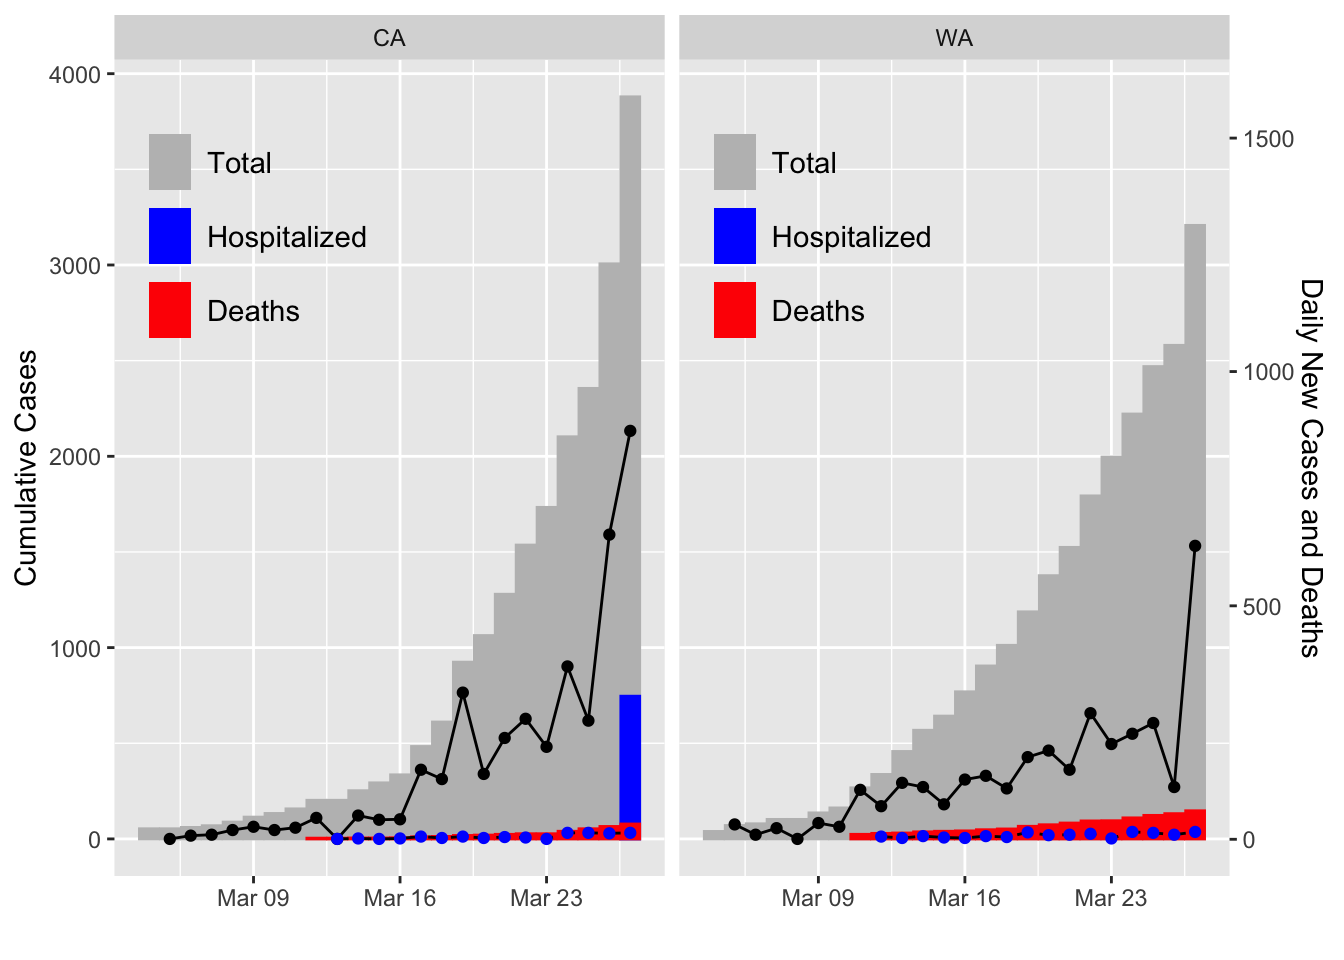 CA
WA
4000
3000
2000
1000
0
Cumulative Cases
Total
Hospitalized
Deaths
Total
Hospitalized
Deaths
1500
1000
500
0
Daily New Cases and Deaths
Mar 09
Mar 16
Mar 23
Mar 09
Mar 16
Mar 23